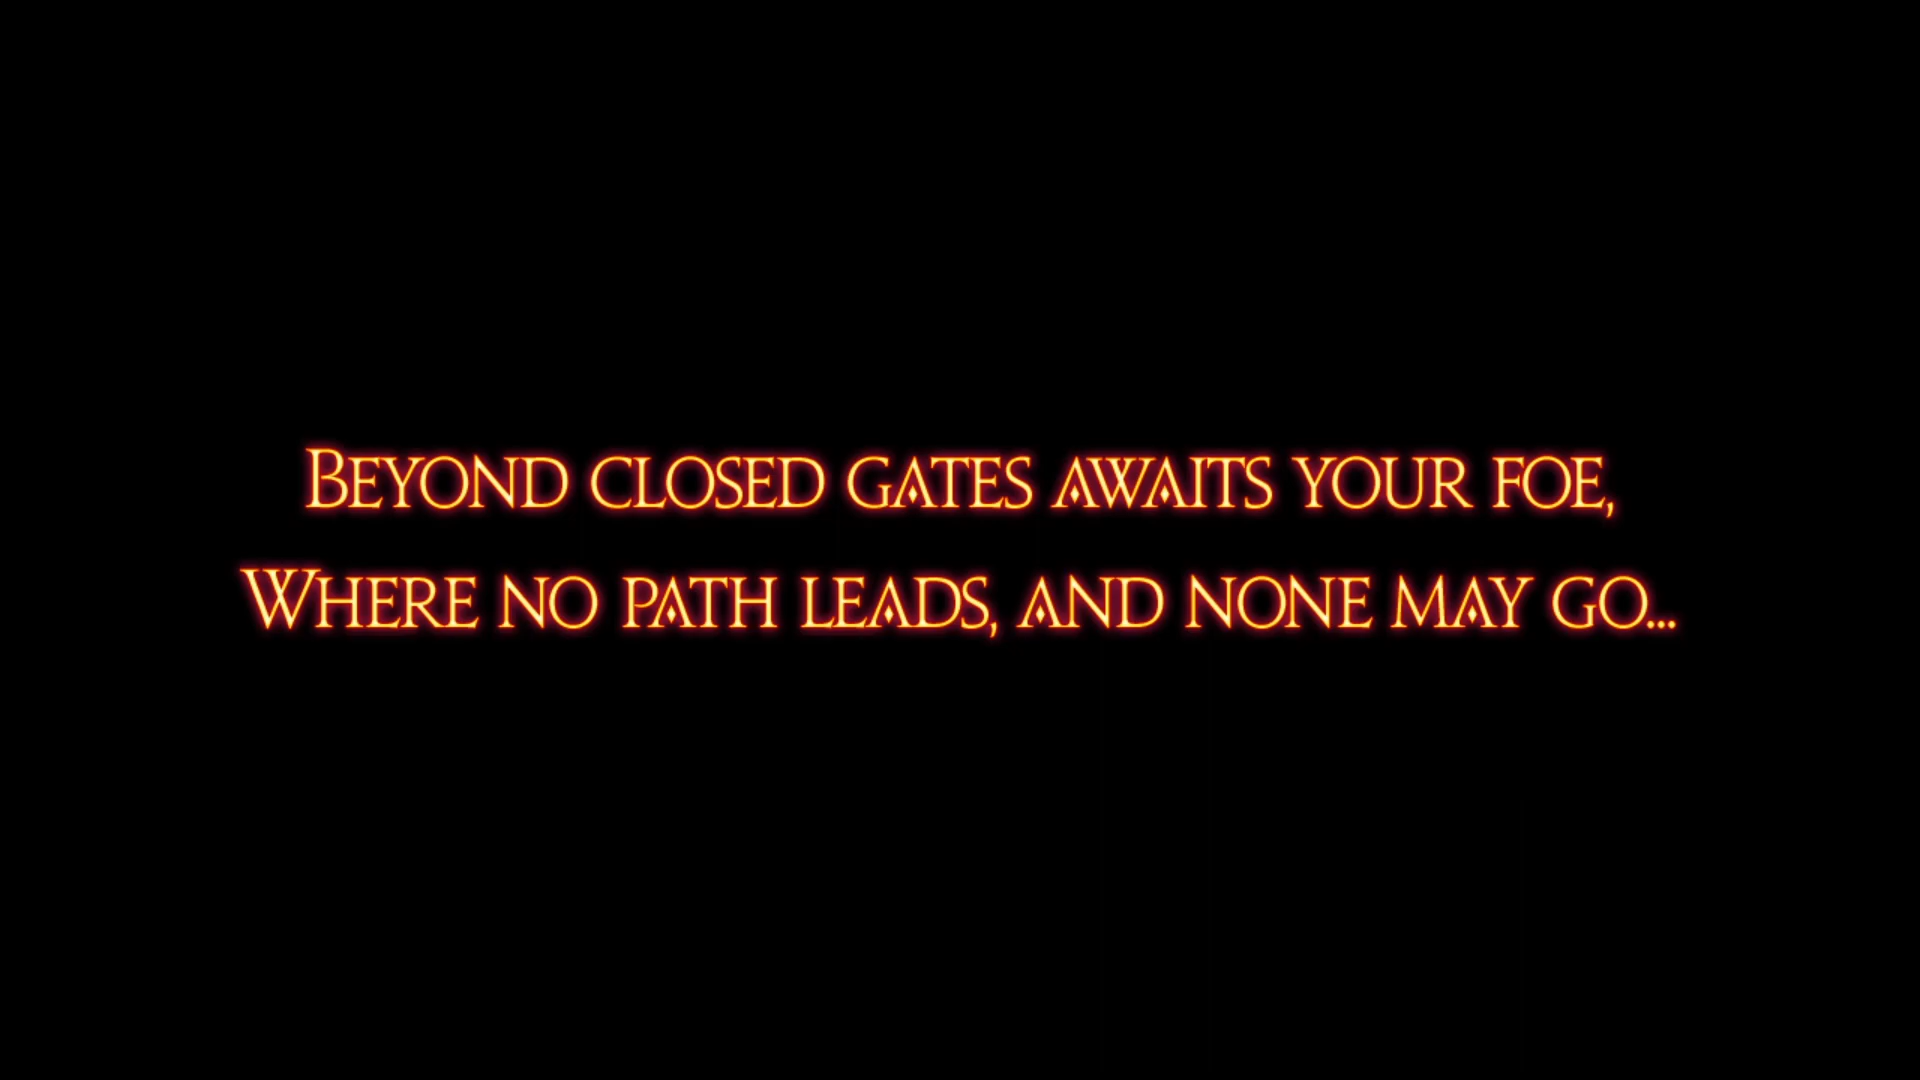 Beyond closed gates awaits your foe,
Where no path leads, and none may go...